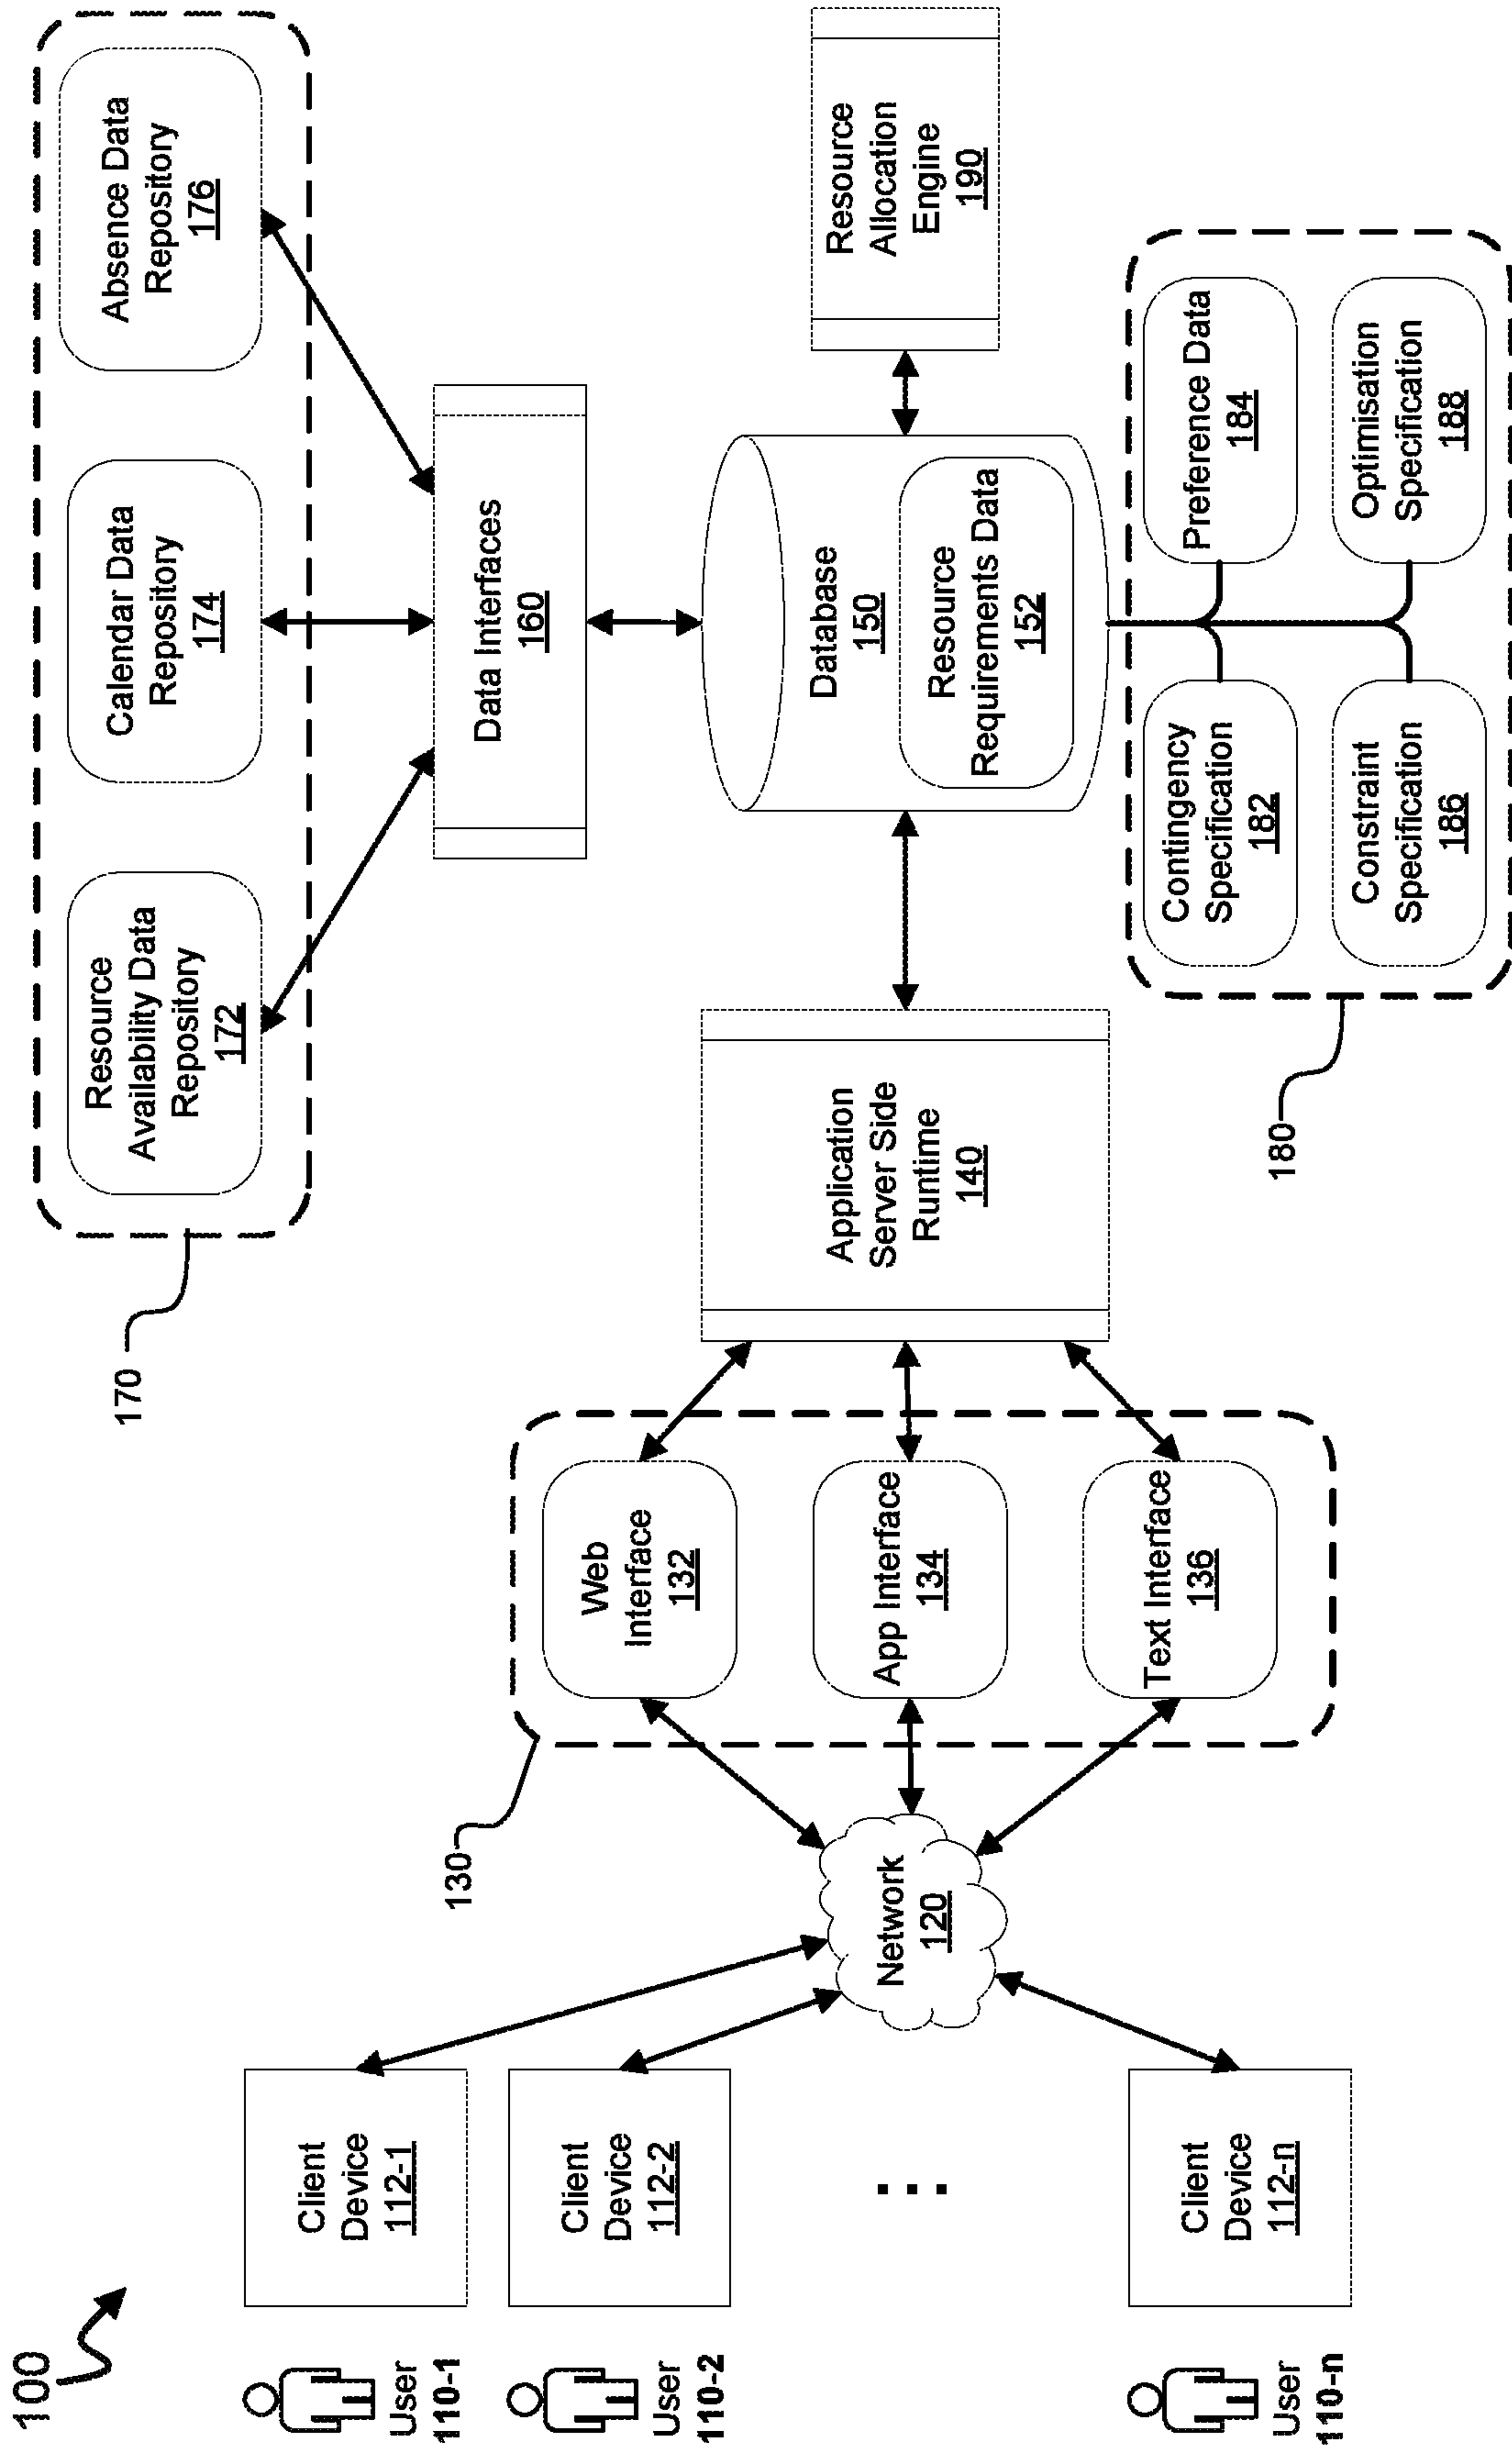 100
User
110-1
User
110-2
User
110-n
Client
Device
112-1
Client
Device
112-2
...
Client
Device
112-n
Network
120
130
Web
Interface
132
App Interface
134
Text Interface
136
Application
Server Side
Runtime
140
170
Resource
Availability Data
Repository
172
Calendar Data
Repository
174
Absence Data
Repository
176
Data Interfaces
160
Database
150
Resource
Requirements Data
152
Resource
Allocation
Engine
190
180
Contingency
Specification
182
Preference Data
184
Constraint
Specification
186
Optimisation
Specification
188